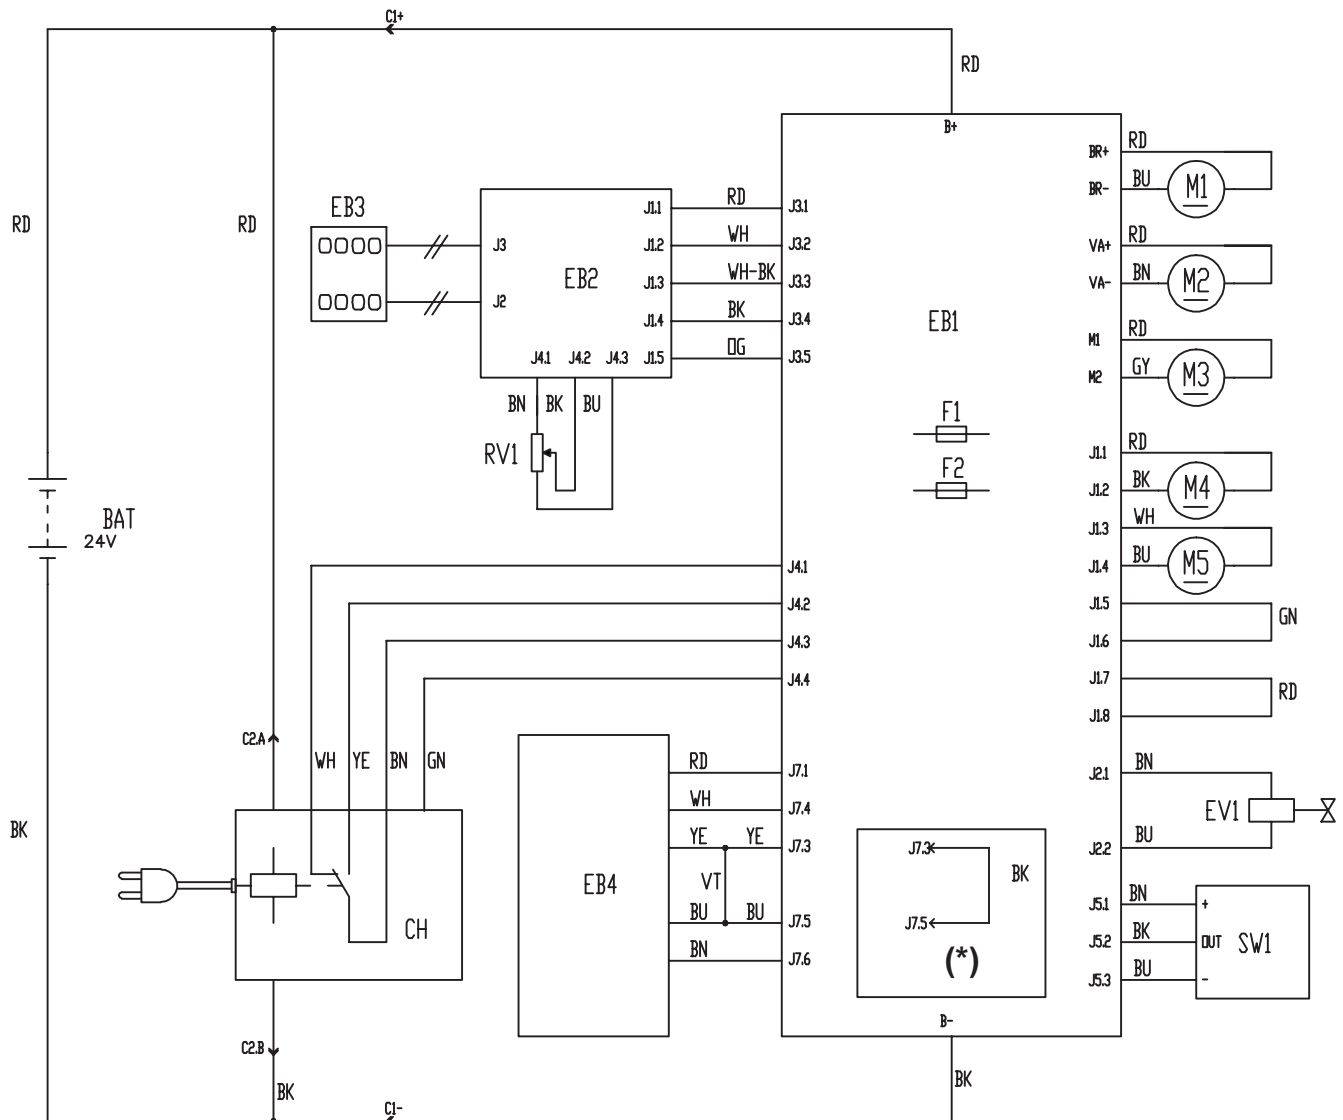 C1+
RD
B+
BR+ RD
BR- BU M1
EB3
RD RD
J1.1 RD J3.1
J3 J1.2 WH J3.2
VA+ RD
EB2 J1.3 WH-BK J3.3
VA- BN M2
J2 J1.4 BK J3.4
EB1
M1 RD
J4.1 J4.2 J4.3 J1.5 OG J3.5
M2 GY M3
BN BK BU
F1
RV1
J1.1 RD
F2
J1.2 BK M4
BAT
24V
J1.3 WH
J4.1
J1.4 BU M5
J4.2
J1.5
GN
J4.3
J1.6
J4.4
J1.7
RD
J1.8
C2.A
WH YE BN GN
RD J7.1
J2.1 BN
WH J7.4
EV1
BK
YE YE J7.3
J7.3
J2.2 BU
BK
EB4 VT
J5.1 BN +
BU BU J7.5
J7.5
CH
J5.2 BK OUT SW1
BN J7.6
(*)
J5.3 BU -
B-
C2.B
BK
BK
C1-